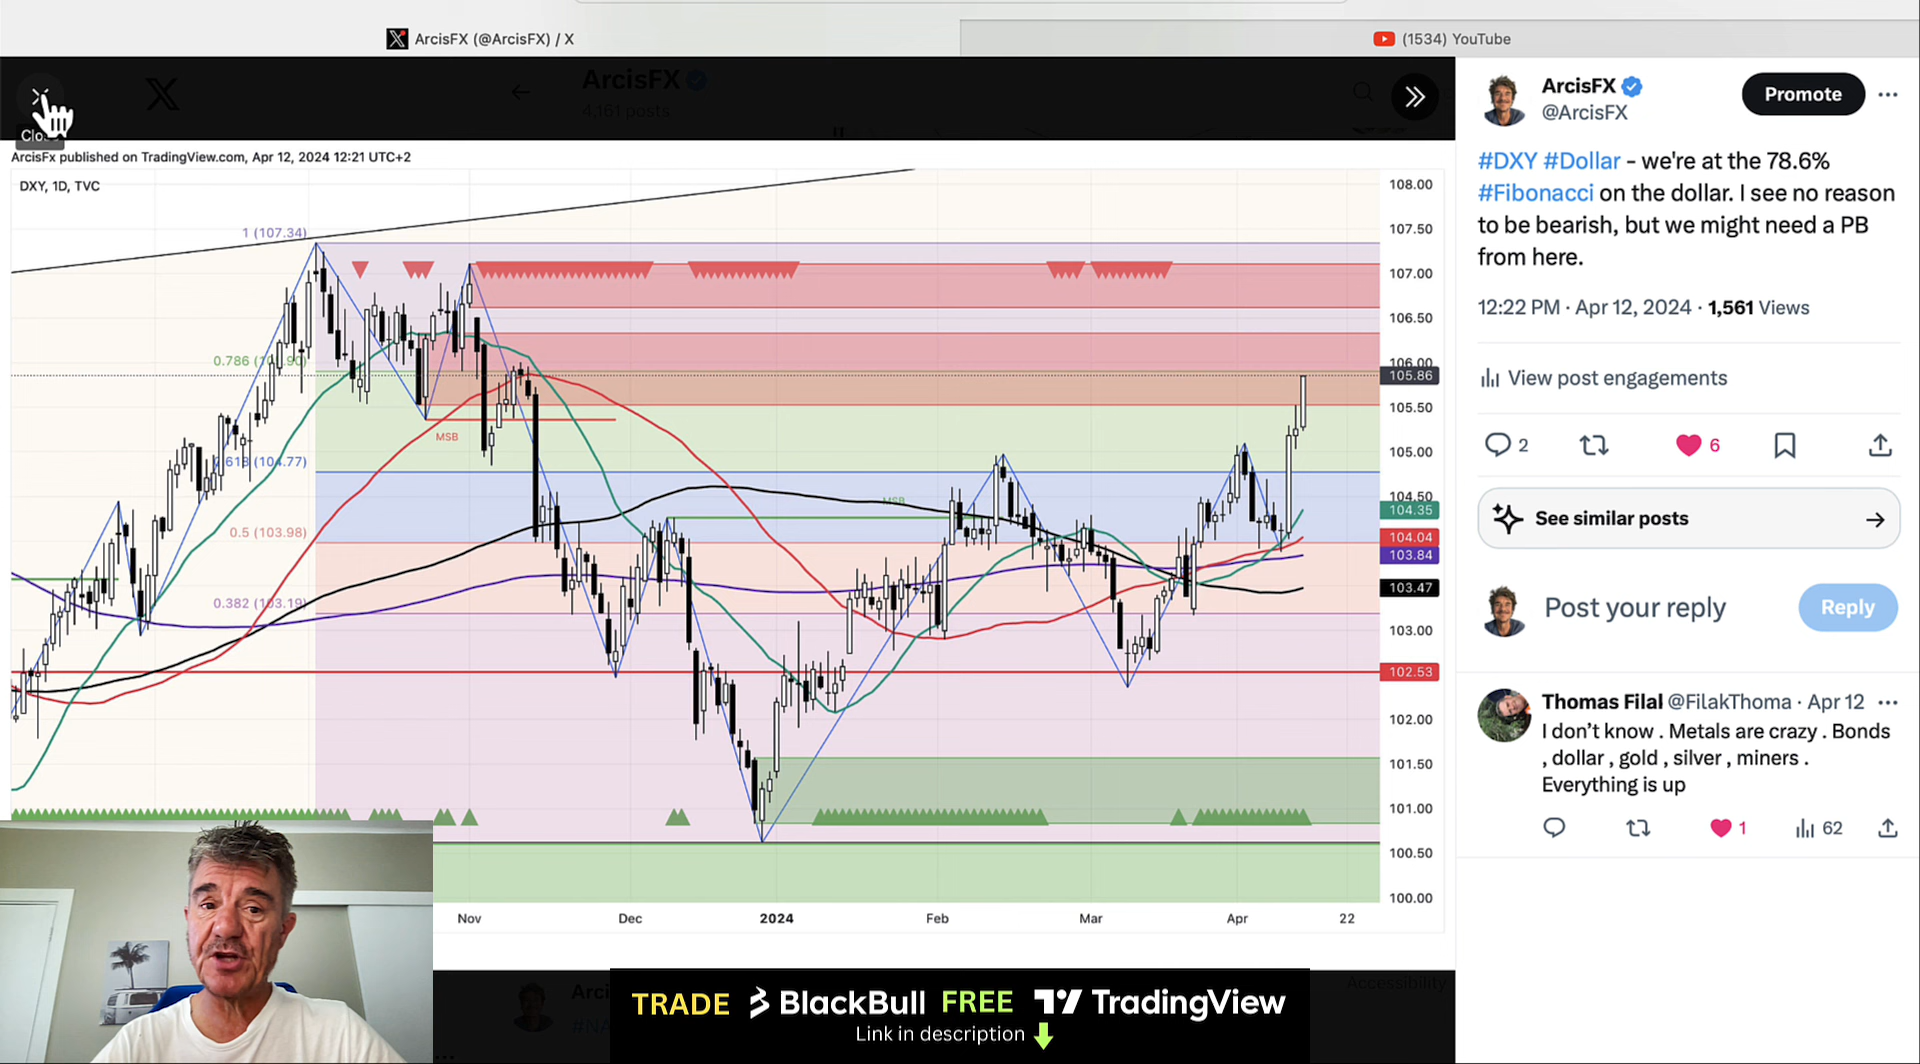 ArcisFX (@ArcisFX) / X
(1534) YouTube
ArcisFX
4,161 posts
ArcisFx published on TradingView.com, Apr 12, 2024 12:21 UTC+2
DXY, 1D, TVC
1 (107.34)
0.618 (104.77)
0.5 (103.98)
0.382 (103.19)
MSB
MSB
108.00
107.50
107.00
106.50
106.00
105.86
105.50
105.00
104.50
104.35
104.04
103.84
103.47
103.00
102.53
102.00
101.50
101.00
100.50
100.00
Nov
Dec
2024
Feb
Mar
Apr
22
ArcisFX
@ArcisFX
Promote
#DXY #Dollar - we're at the 78.6%
#Fibonacci on the dollar. I see no reason
to be bearish, but we might need a PB
from here.
12:22 PM · Apr 12, 2024 · 1,561 Views
View post engagements
2
6
See similar posts
Post your reply
Reply
Thomas Filal @FilakThoma · Apr 12
I don’t know . Metals are crazy . Bonds
, dollar , gold , silver , miners .
Everything is up
1
62
Accessibility
TRADE BlackBull FREE TradingView
Link in description